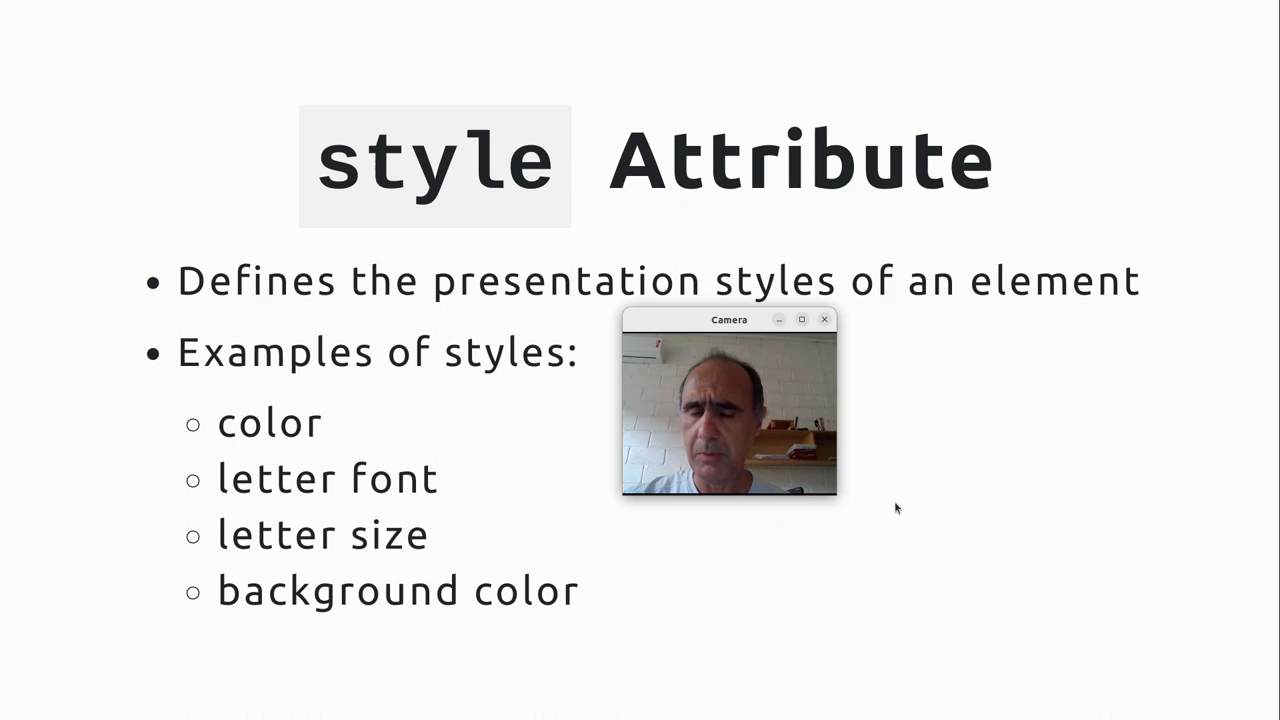 style Attribute
Defines the presentation styles of an element
Examples of styles:
Camera
color
letter font
letter size
background color